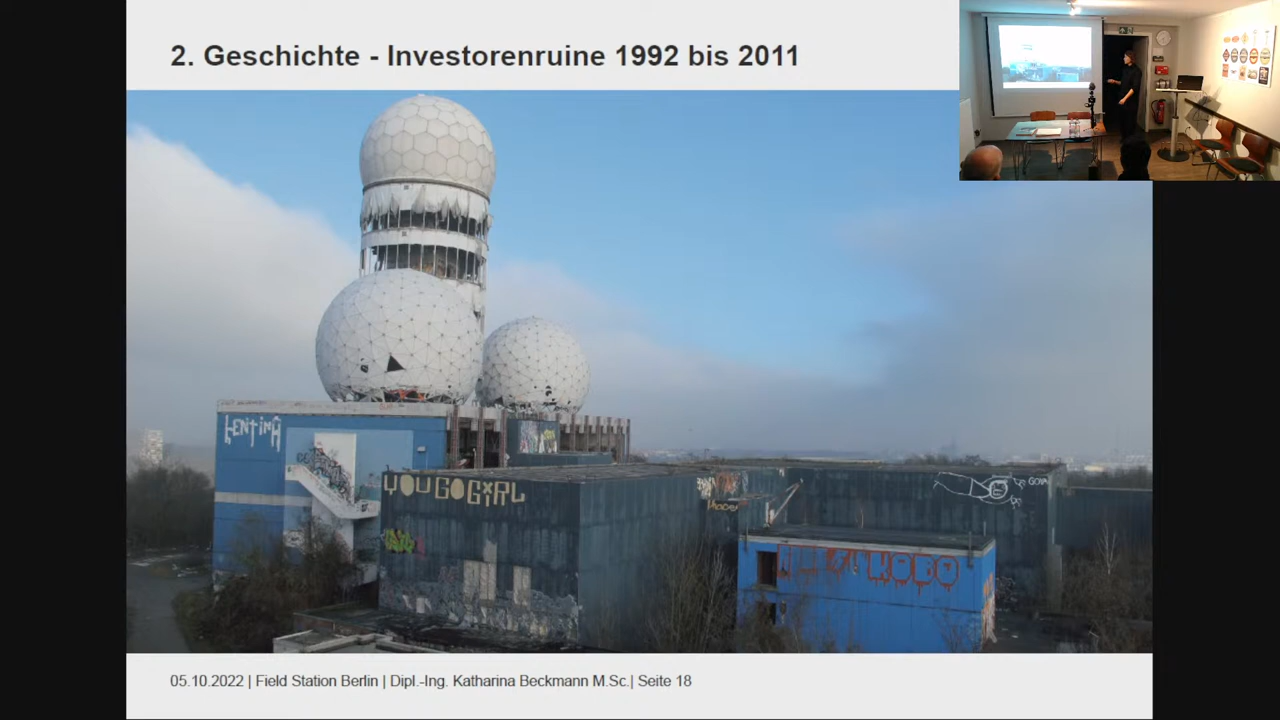 2. Geschichte - Investorenruine 1992 bis 2011
LENTINA
YOUGOGIRL
KOBO
05.10.2022 | Field Station Berlin | Dipl.-Ing. Katharina Beckmann M.Sc.| Seite 18